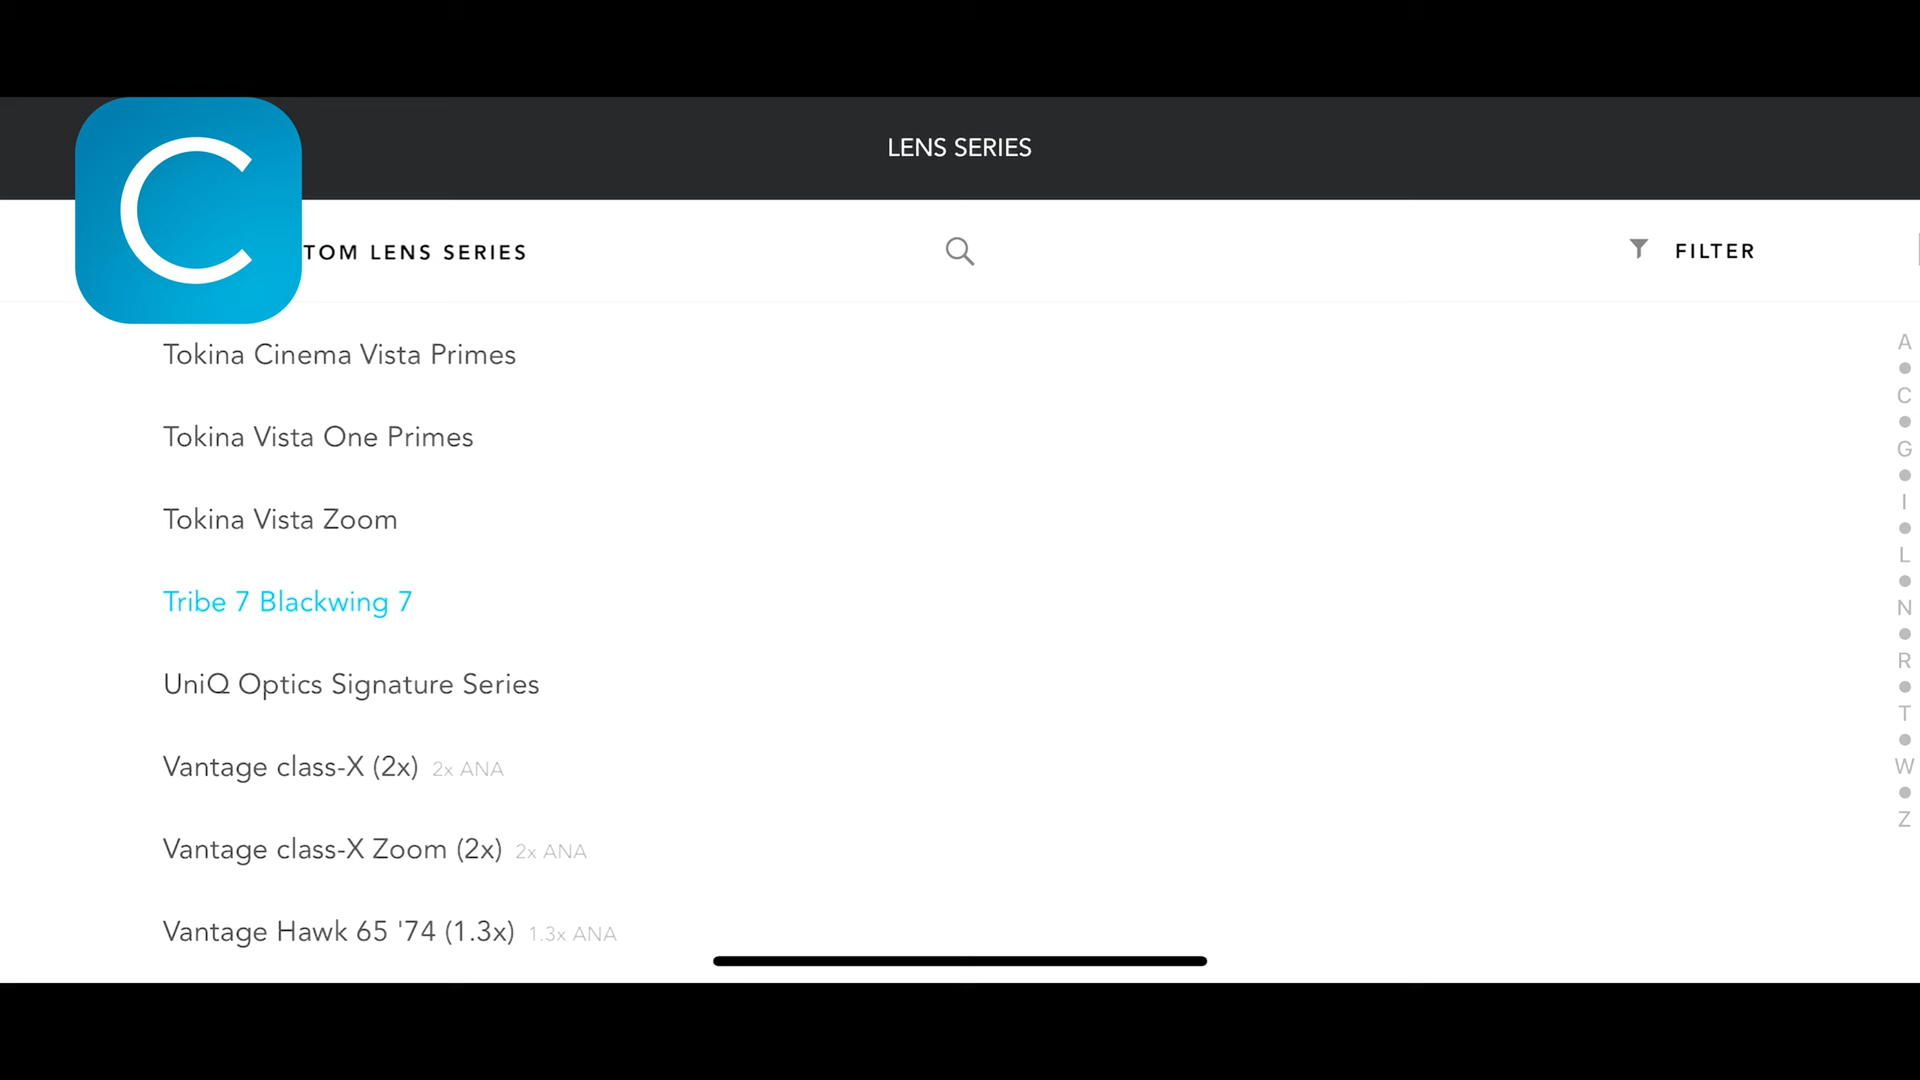 C
LENS SERIES
TOM LENS SERIES
FILTER
Tokina Cinema Vista Primes
Tokina Vista One Primes
Tokina Vista Zoom
Tribe 7 Blackwing 7
UniQ Optics Signature Series
Vantage class-X (2x) 2x ANA
Vantage class-X Zoom (2x) 2x ANA
Vantage Hawk 65 '74 (1.3x) 1.3x ANA
A
C
G
I
L
N
R
T
W
Z